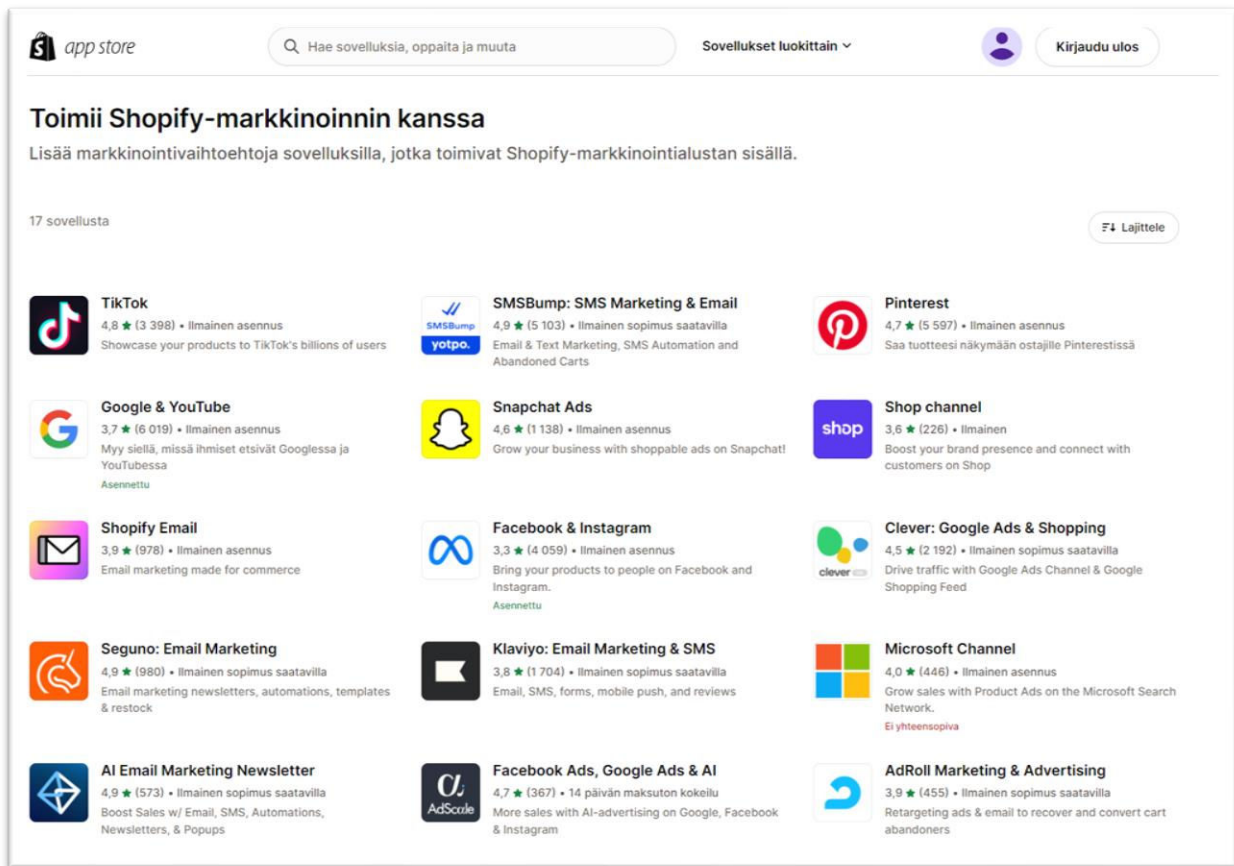 app store
Hae sovelluksia, oppaita ja muuta
Sovellukset luokittain
Kirjaudu ulos
Toimii Shopify-markkinoinnin kanssa
Lisää markkinointivaihtoehtoja sovelluksilla, jotka toimivat Shopify-markkinointialustan sisällä.
17 sovellusta
Lajittele
TikTok
4,8 ★ (3 398) • Ilmainen asennus
Showcase your products to TikTok's billions of users
SMSBump
yotpo.
SMSBump: SMS Marketing & Email
4,9 ★ (5 103) • Ilmainen sopimus saatavilla
Email & Text Marketing, SMS Automation and
Abandoned Carts
Pinterest
4,7 ★ (5 597) • Ilmainen asennus
Saa tuotteesi näkymään ostajille Pinterestissä
Google & YouTube
3,7 ★ (6 019) • Ilmainen asennus
Myy siellä, missä ihmiset etsivät Googlessa ja
YouTubessa
Asennettu
Snapchat Ads
4,6 ★ (1 138) • Ilmainen asennus
Grow your business with shoppable ads on Snapchat!
shop
Shop channel
3,6 ★ (226) • Ilmainen
Boost your brand presence and connect with
customers on Shop
Shopify Email
3,9 ★ (978) • Ilmainen asennus
Email marketing made for commerce
Facebook & Instagram
3,3 ★ (4 059) • Ilmainen asennus
Bring your products to people on Facebook and
Instagram.
Asennettu
clever
Clever: Google Ads & Shopping
4,5 ★ (2 192) • Ilmainen sopimus saatavilla
Drive traffic with Google Ads Channel & Google
Shopping Feed
Seguno: Email Marketing
4,9 ★ (980) • Ilmainen sopimus saatavilla
Email marketing newsletters, automations, templates
& restock
Klaviyo: Email Marketing & SMS
3,8 ★ (1 704) • Ilmainen sopimus saatavilla
Email, SMS, forms, mobile push, and reviews
Microsoft Channel
4,0 ★ (446) • Ilmainen asennus
Grow sales with Product Ads on the Microsoft Search
Network.
Ei yhteensopiva
AI Email Marketing Newsletter
4,9 ★ (573) • Ilmainen sopimus saatavilla
Boost Sales w/ Email, SMS, Automations,
Newsletters, & Popups
AdScale
Facebook Ads, Google Ads & AI
4,7 ★ (367) • 14 päivän maksuton kokeilu
More sales with AI-advertising on Google, Facebook
& Instagram
AdRoll Marketing & Advertising
3,9 ★ (455) • Ilmainen sopimus saatavilla
Retargeting ads & email to recover and convert cart
abandoners